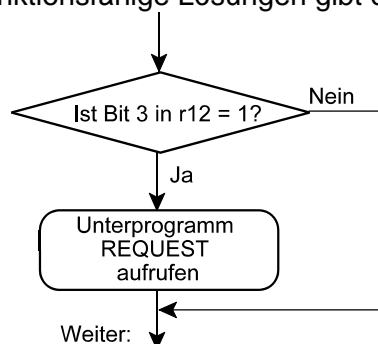 nktionsfähige Lösungen gibt
Ist Bit 3 in r12 = 1?
Nein
Ja
Unterprogramm
REQUEST
aufrufen
Weiter: